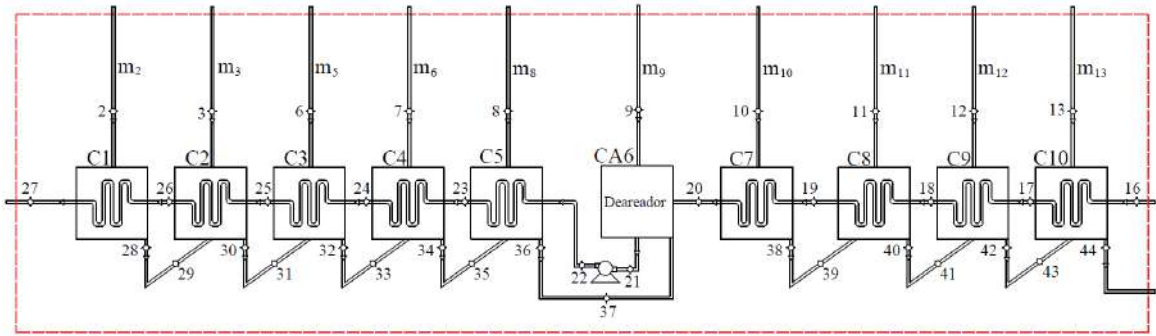 m2 m3 m5 m6 m8 m9 m10 m11 m12 m13
2 3 6 7 8 9 10 11 12 13
C1 C2 C3 C4 C5 CA6 C7 C8 C9 C10
27 26 25 24 23 Deareador 20 19 18 17 16
28 30 32 34 36 38 40 42 44
29 31 33 35 22 21 39 41 43
37